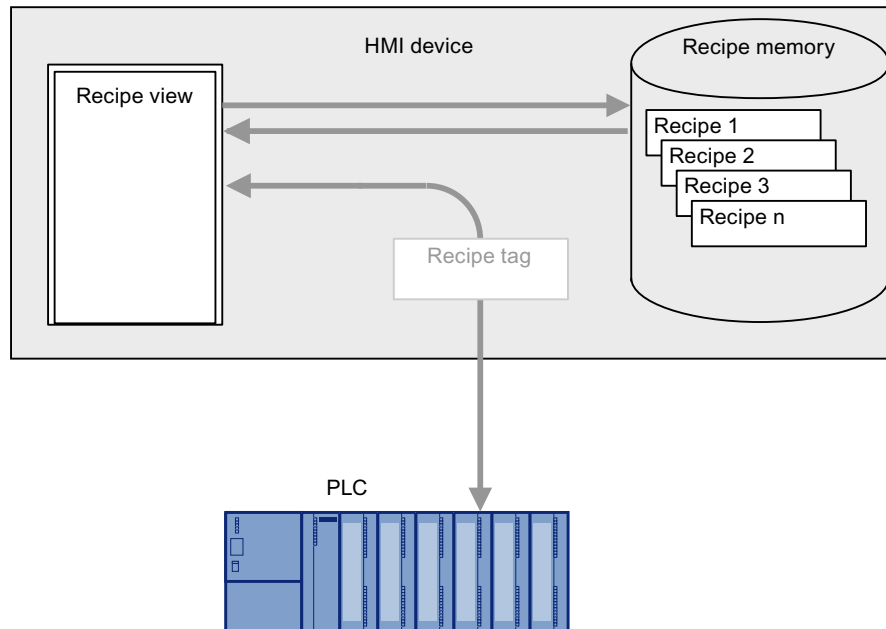 HMI device
Recipe memory
Recipe view
Recipe 1
Recipe 2
Recipe 3
Recipe n
Recipe tag
PLC